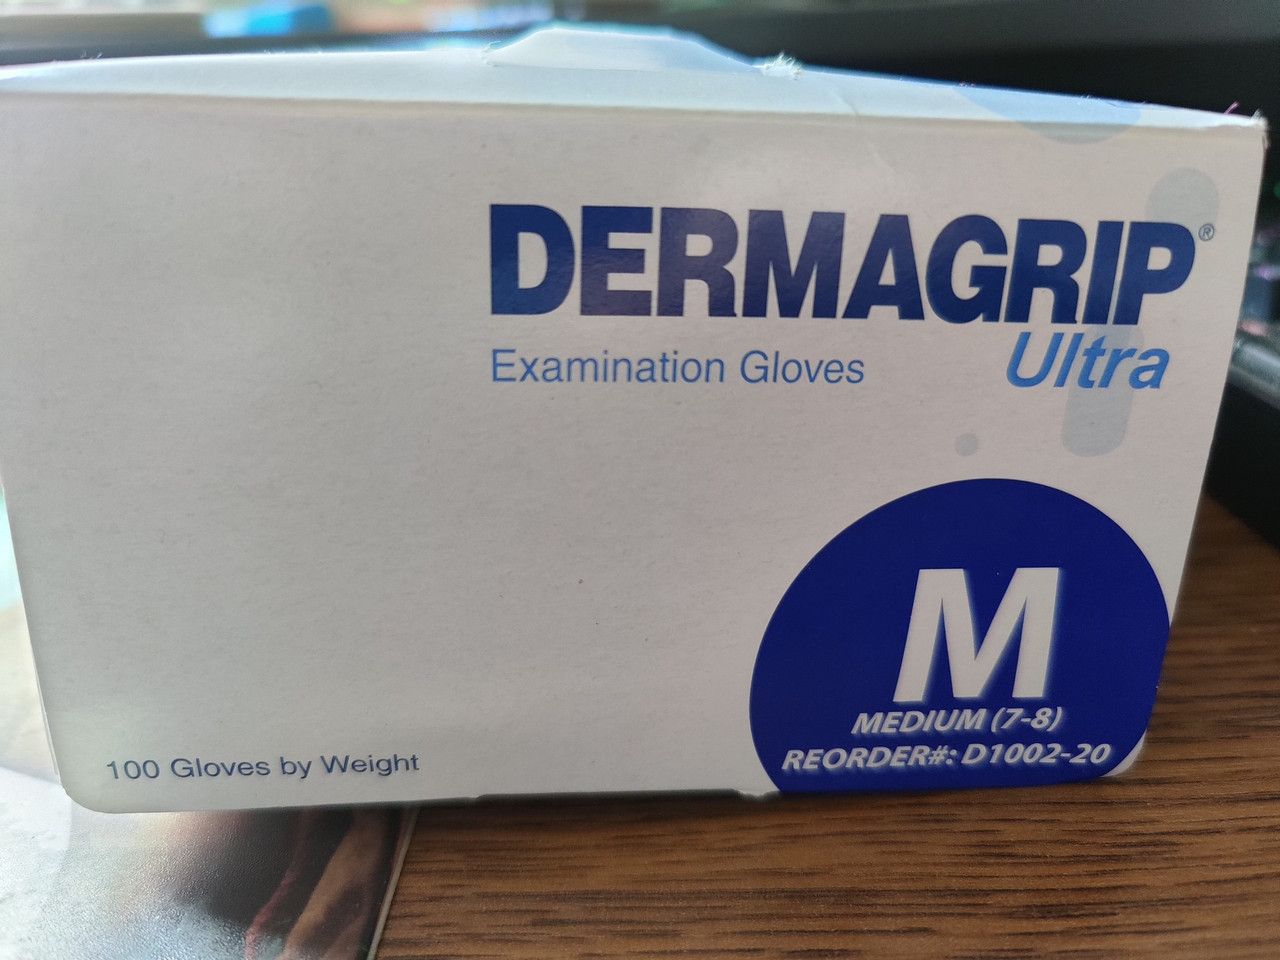 DERMAGRIP®
Ultra
Examination Gloves
M
MEDIUM (7-8)
REORDER#: D1002-20
100 Gloves by Weight